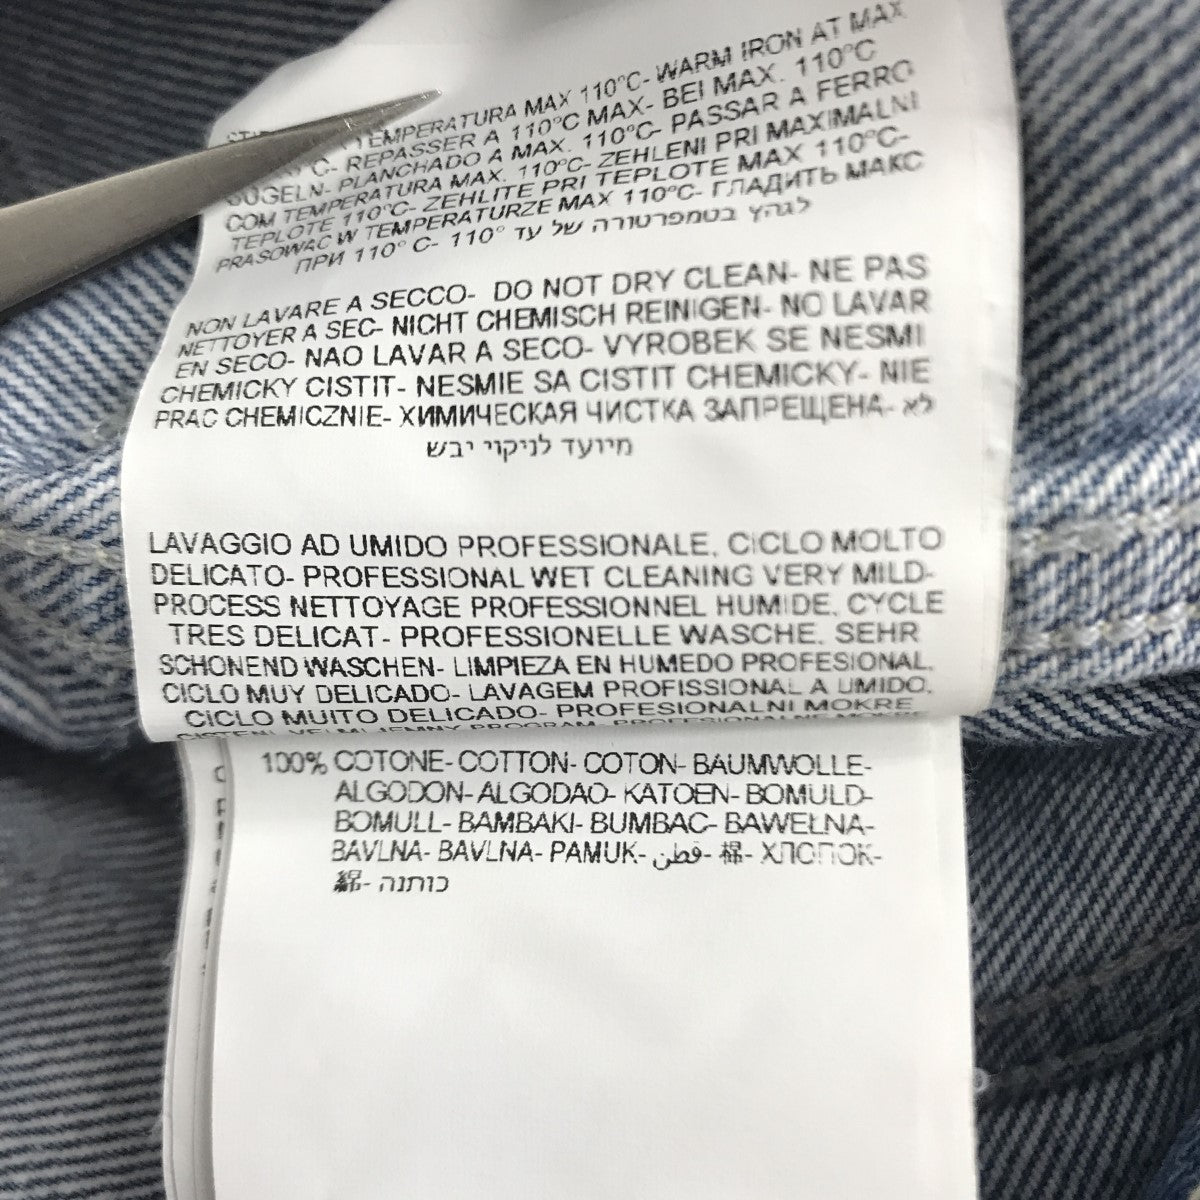 TEMPERATURA MAX 110°C- WARM IRON AT MAX
°C- REPASSER A 110°C MAX- BEI MAX. 110°C
BÜGELN- PLANCHADO A MAX. 110°C- PASSAR A FERRO
COM TEMPERATURA MAX. 110°C- ZEHLENI PRI MAXIMALNI
TEPLOTE 110°C- ZEHLITE PRI TEPLOTE MAX 110°C-
PRASOWAC W TEMPERATURZE MAX 110°C- ГЛАДИТЬ МАКС
ПРИ 110° C- 110° לגהץ בטמפרטורה של עד
NON LAVARE A SECCO- DO NOT DRY CLEAN- NE PAS
NETTOYER A SEC- NICHT CHEMISCH REINIGEN- NO LAVAR
EN SECO- NAO LAVAR A SECO- VYROBEK SE NESMI
CHEMICKY CISTIT- NESMIE SA CISTIT CHEMICKY- NIE
PRAC CHEMICZNIE- ХИМИЧЕСКАЯ ЧИСТКА ЗАПРЕЩЕНА- לא
מיועד לניקוי יבש
LAVAGGIO AD UMIDO PROFESSIONALE, CICLO MOLTO
DELICATO- PROFESSIONAL WET CLEANING VERY MILD-
PROCESS NETTOYAGE PROFESSIONNEL HUMIDE, CYCLE
TRES DELICAT- PROFESSIONELLE WASCHE. SEHR
SCHONEND WASCHEN- LIMPIEZA EN HUMEDO PROFESIONAL,
CICLO MUY DELICADO- LAVAGEM PROFISSIONAL A UMIDO,
CICLO MUITO DELICADO- PROFESIONALNI MOKRE
CISTENI, VELMI JEMNY PROGRAM- PROFESIONALNE MOKRE
100% COTONE- COTTON- COTON- BAUMWOLLE-
ALGODON- ALGODAO- KATOEN- BOMULD-
BOMULL- BAMBAKI- BUMBAC- BAWEŁNA-
BAVLNA- BAVLNA- PAMUK- قطن- 棉- ХЛОПОК-
綿- כותנה